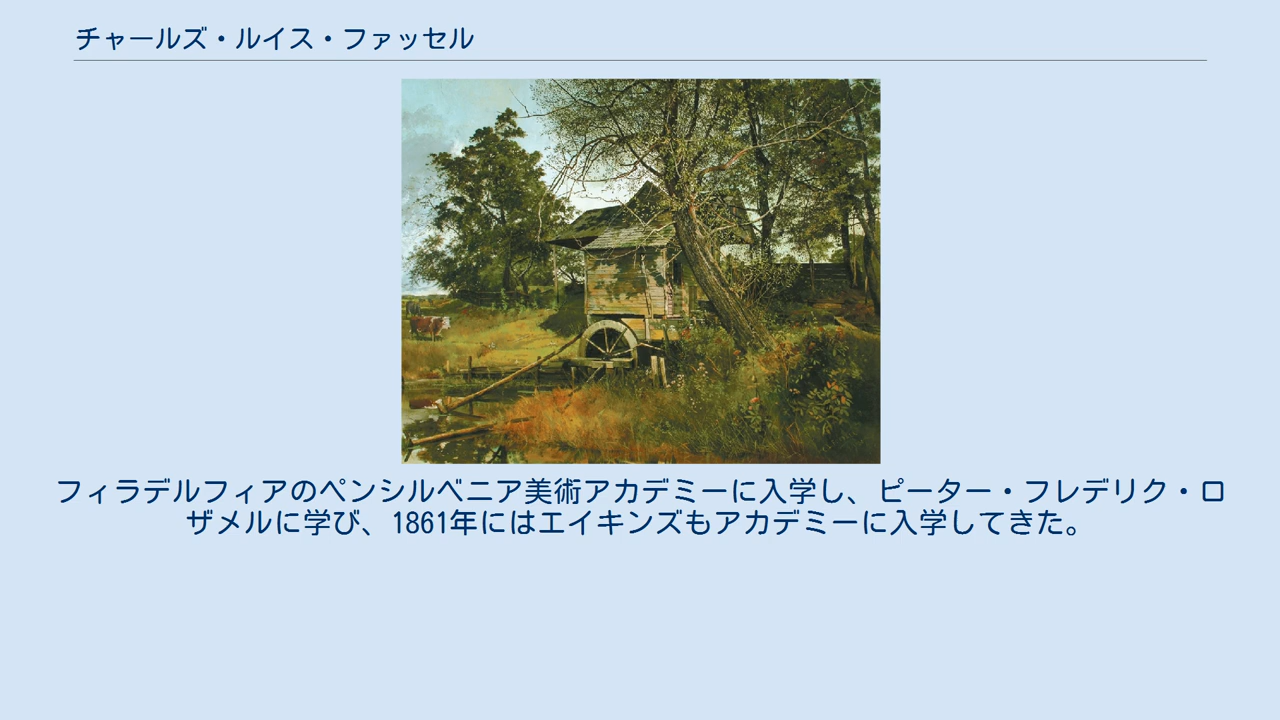 チャールズ・ルイス・ファッセル
フィラデルフィアのペンシルベニア美術アカデミーに入学し、ピーター・フレデリク・ロ
ザメルに学び、1861年にはエイキンズもアカデミーに入学してきた。